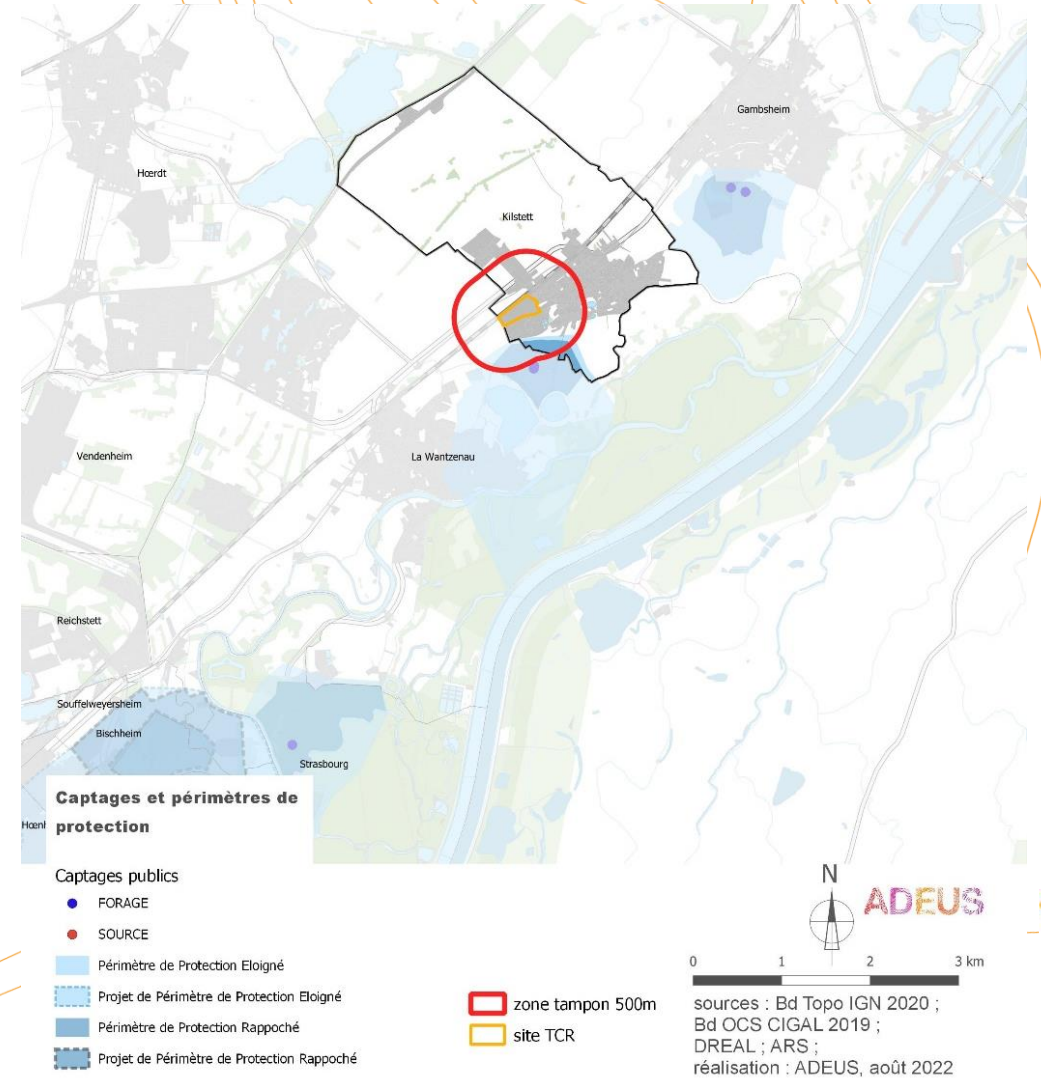 Gambsheim
Hœrdt
Kilstett
Vendenheim
La Wantzenau
Reichstett
Souffelweyersheim
Bischheim
Strasbourg
Captages et périmètres de
protection
Captages publics
FORAGE
SOURCE
Périmètre de Protection Eloigné
Projet de Périmètre de Protection Eloigné
Périmètre de Protection Rappoché
Projet de Périmètre de Protection Rappoché
zone tampon 500m
site TCR
N
ADEUS
0 1 2 3 km
sources : Bd Topo IGN 2020 ;
Bd OCS CIGAL 2019 ;
DREAL ; ARS ;
réalisation : ADEUS, août 2022